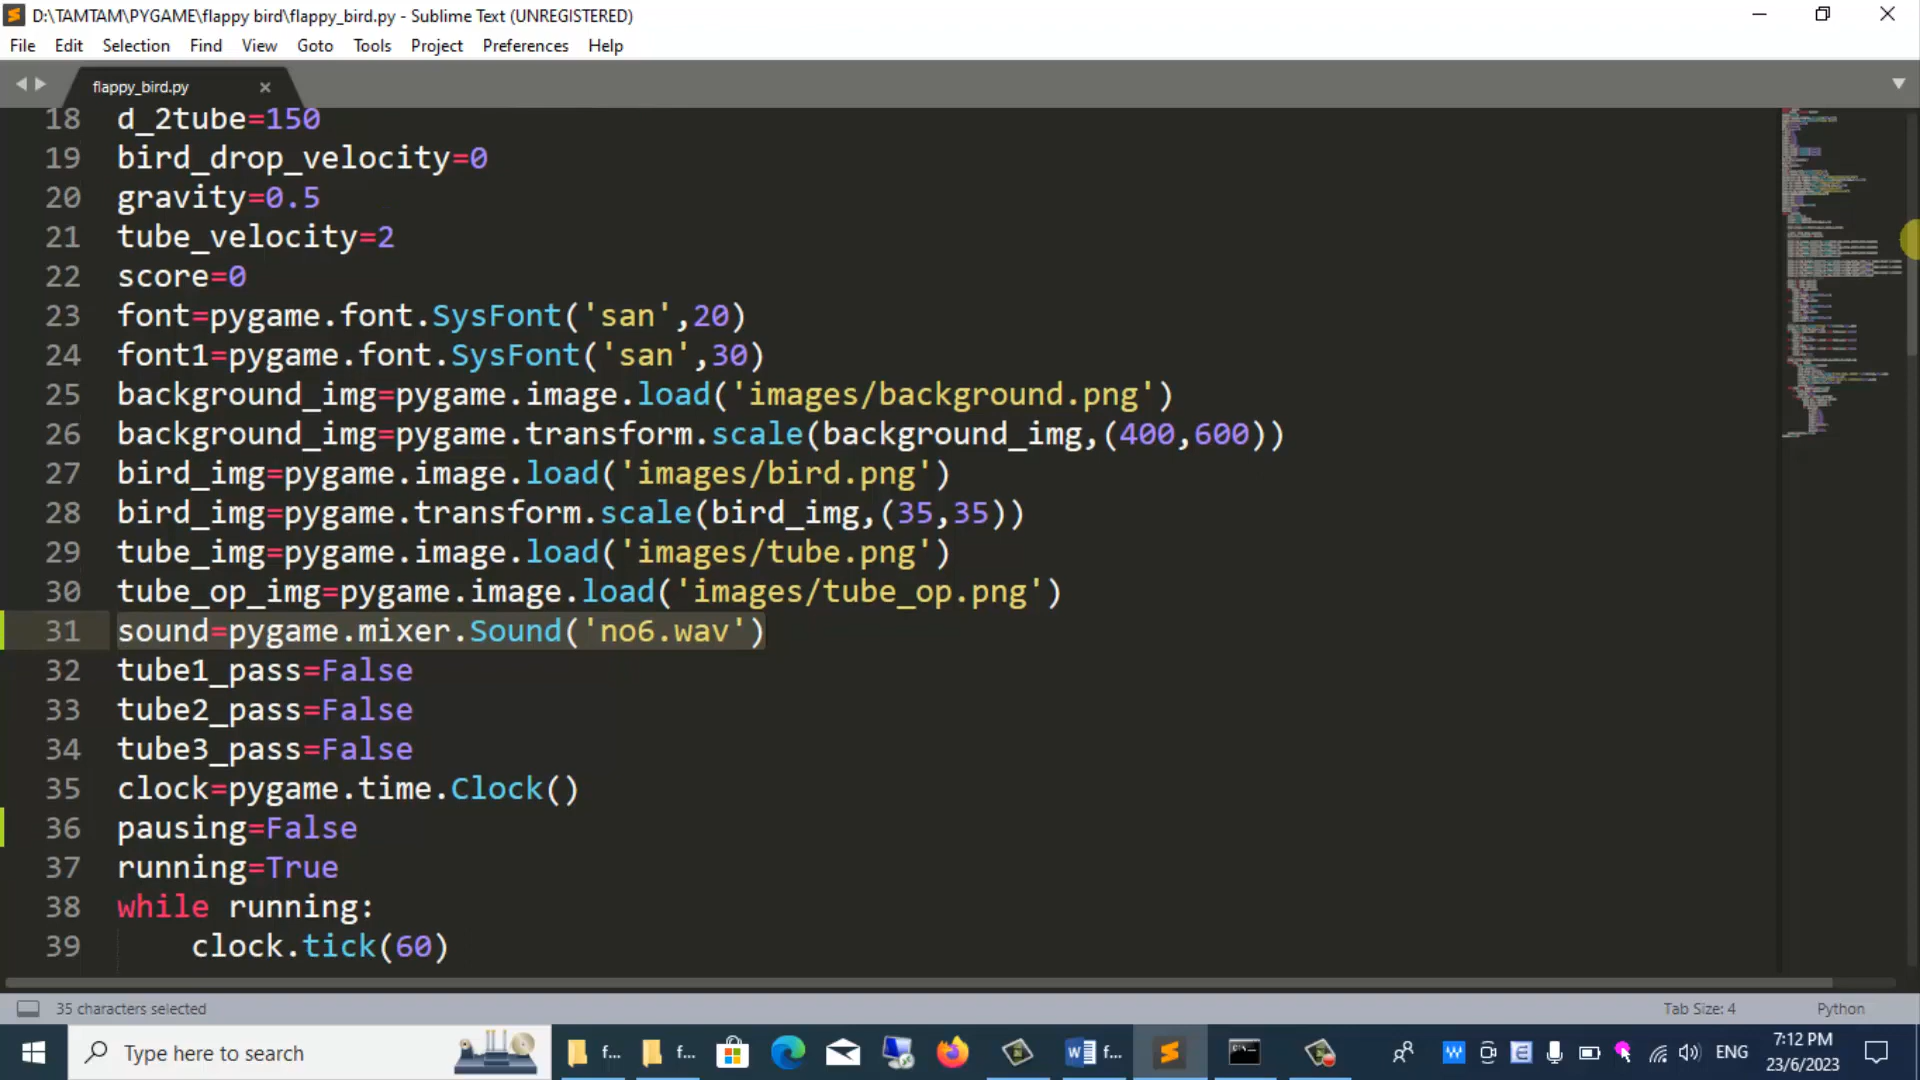 D:\TAMTAM\PYGAME\flappy bird\flappy_bird.py - Sublime Text (UNREGISTERED)
File Edit Selection Find View Goto Tools Project Preferences Help
flappy_bird.py
18 d_2tube=150
19 bird_drop_velocity=0
20 gravity=0.5
21 tube_velocity=2
22 score=0
23 font=pygame.font.SysFont('san',20)
24 font1=pygame.font.SysFont('san',30)
25 background_img=pygame.image.load('images/background.png')
26 background_img=pygame.transform.scale(background_img,(400,600))
27 bird_img=pygame.image.load('images/bird.png')
28 bird_img=pygame.transform.scale(bird_img,(35,35))
29 tube_img=pygame.image.load('images/tube.png')
30 tube_op_img=pygame.image.load('images/tube_op.png')
31 sound=pygame.mixer.Sound('no6.wav')
32 tube1_pass=False
33 tube2_pass=False
34 tube3_pass=False
35 clock=pygame.time.Clock()
36 pausing=False
37 running=True
38 while running:
39 clock.tick(60)
35 characters selected Tab Size: 4 Python
Type here to search f... f... f... ENG 7:12 PM
23/6/2023